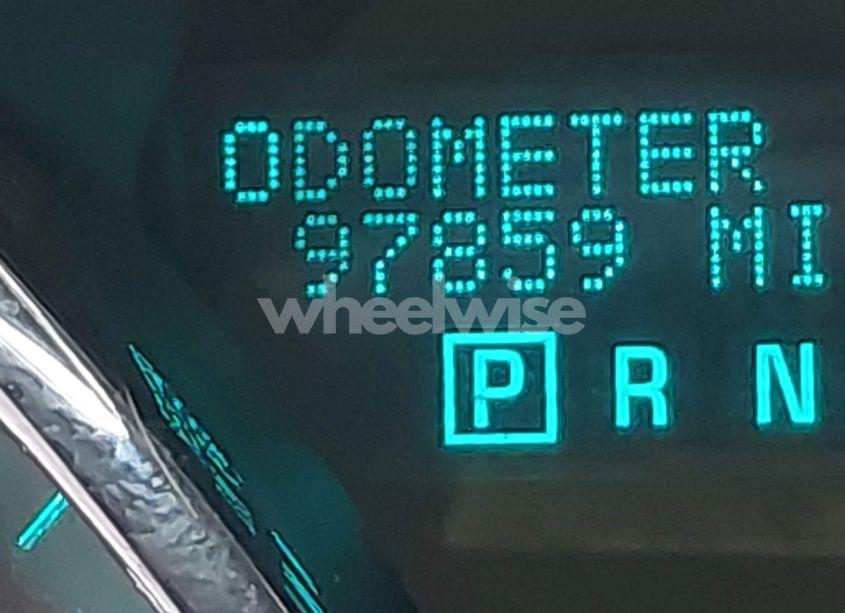 ODOMETER
97859 MI
wheelwise
P R N